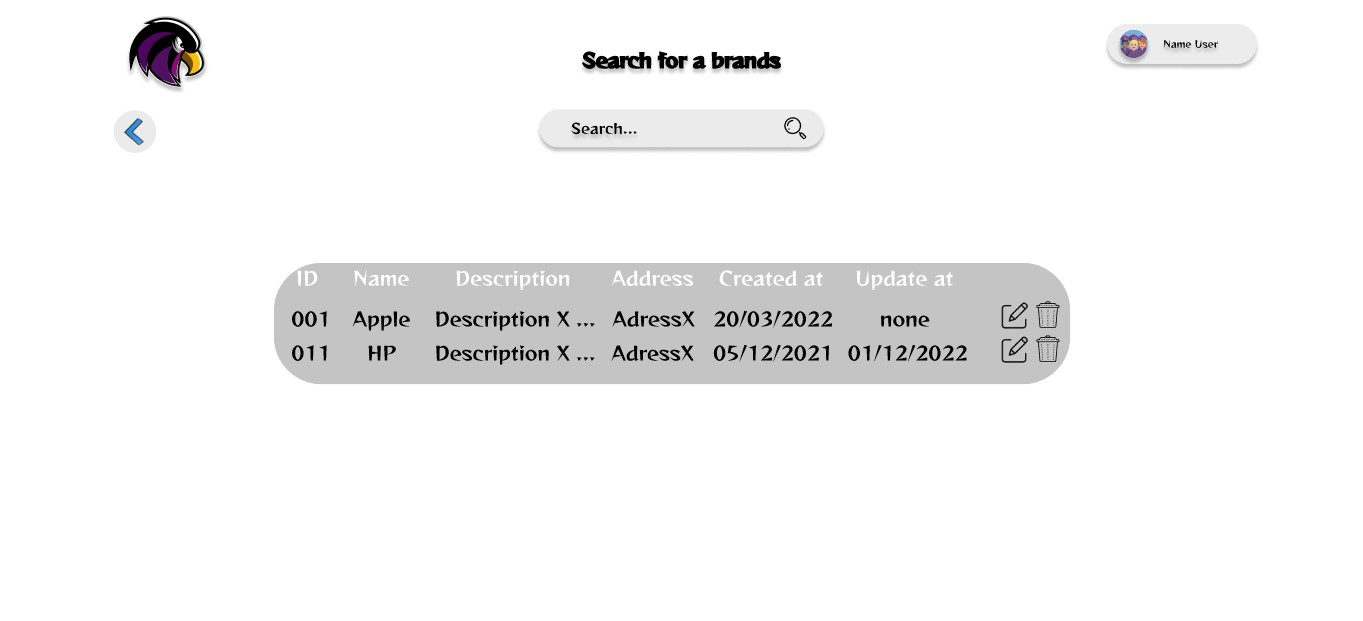 Search for a brands
Name User
Search...
ID Name Description Address Created at Update at
001 Apple Description X ... AdressX 20/03/2022 none
011 HP Description X ... AdressX 05/12/2021 01/12/2022